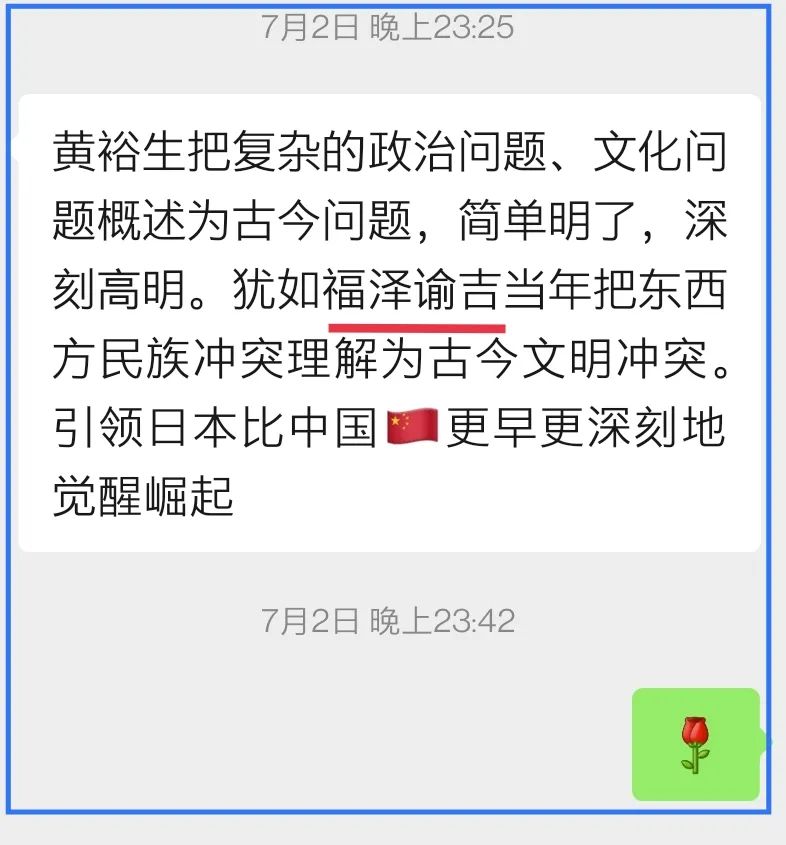 7月2日 晚上23:25
黄裕生把复杂的政治问题、文化问
题概述为古今问题，简单明了，深
刻高明。犹如福泽谕吉当年把东西
方民族冲突理解为古今文明冲突。
引领日本比中国🇨🇳更早更深刻地
觉醒崛起
7月2日 晚上23:42
🌹